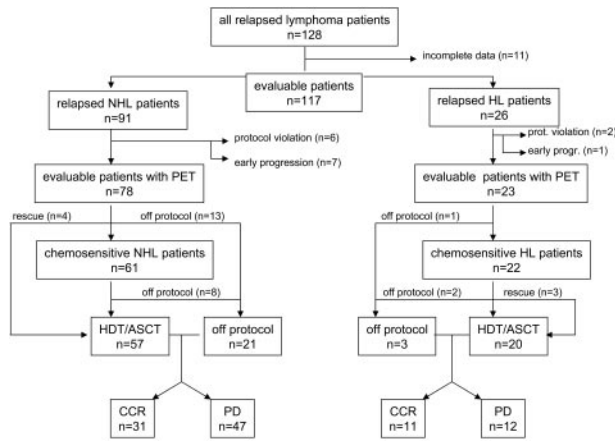 all relapsed lymphoma patients
n=128
incomplete data (n=11)
evaluable patients
n=117
relapsed NHL patients
n=91
relapsed HL patients
n=26
protocol violation (n=6)
early progression (n=7)
prot. violation (n=2)
early progr. (n=1)
evaluable patients with PET
n=78
evaluable patients with PET
n=23
rescue (n=4)
off protocol (n=13)
off protocol (n=1)
chemosensitive NHL patients
n=61
chemosensitive HL patients
n=22
off protocol (n=8)
off protocol (n=2)
rescue (n=3)
HDT/ASCT
n=57
off protocol
n=21
off protocol
n=3
HDT/ASCT
n=20
CCR
n=31
PD
n=47
CCR
n=11
PD
n=12